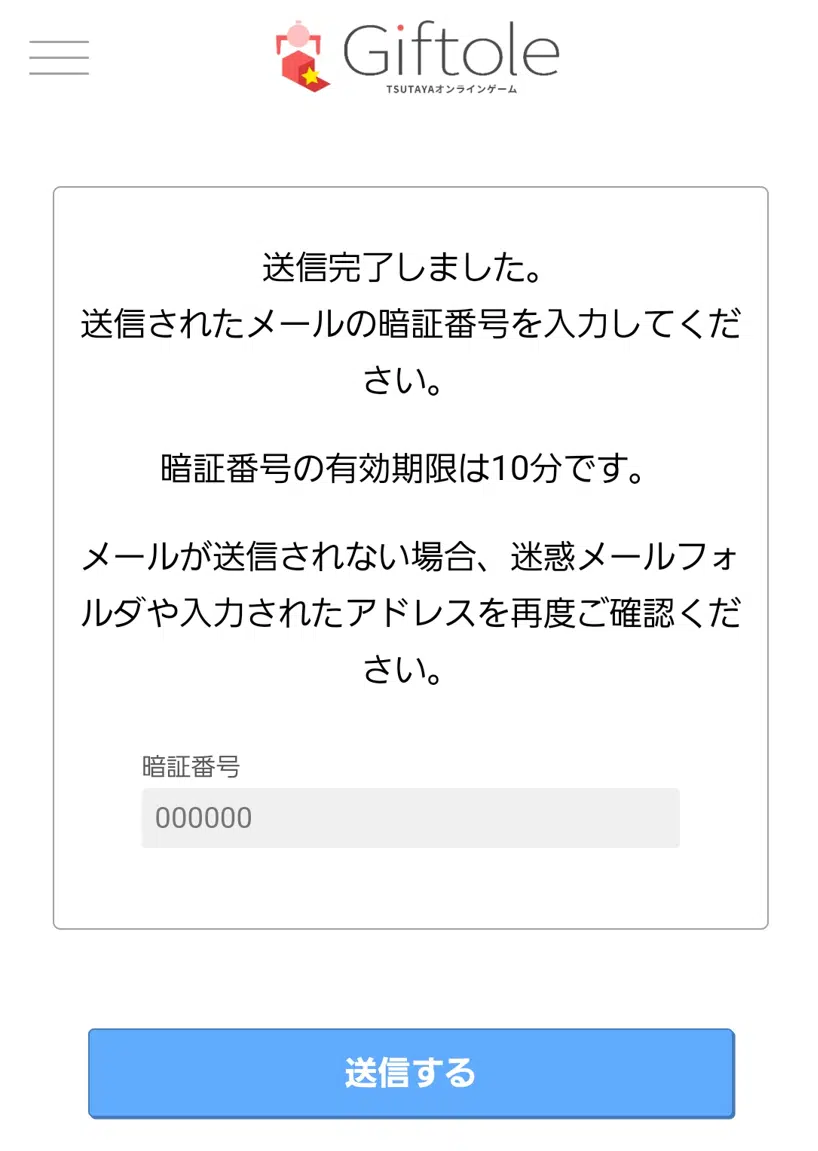 Giftole
TSUTAYAオンラインゲーム
送信完了しました。
送信されたメールの暗証番号を入力してくだ
さい。
暗証番号の有効期限は10分です。
メールが送信されない場合、迷惑メールフォ
ルダや入力されたアドレスを再度ご確認くだ
さい。
暗証番号
000000
送信する